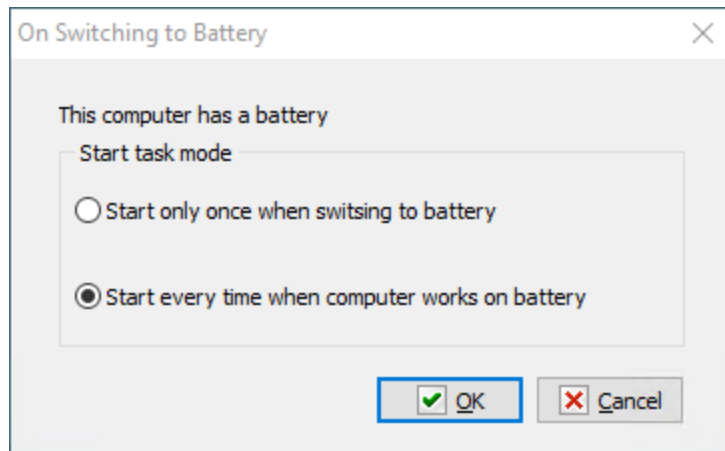 On Switching to Battery
This computer has a battery
Start task mode
Start only once when switsing to battery
Start every time when computer works on battery
OK
Cancel